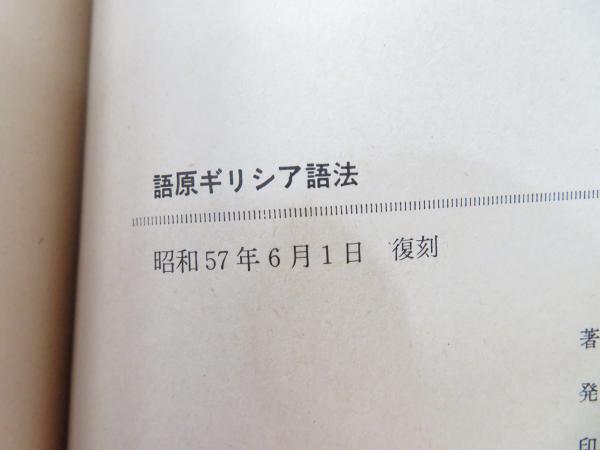 語原ギリシア語法
昭和57年6月1日 復刻
著
発
印